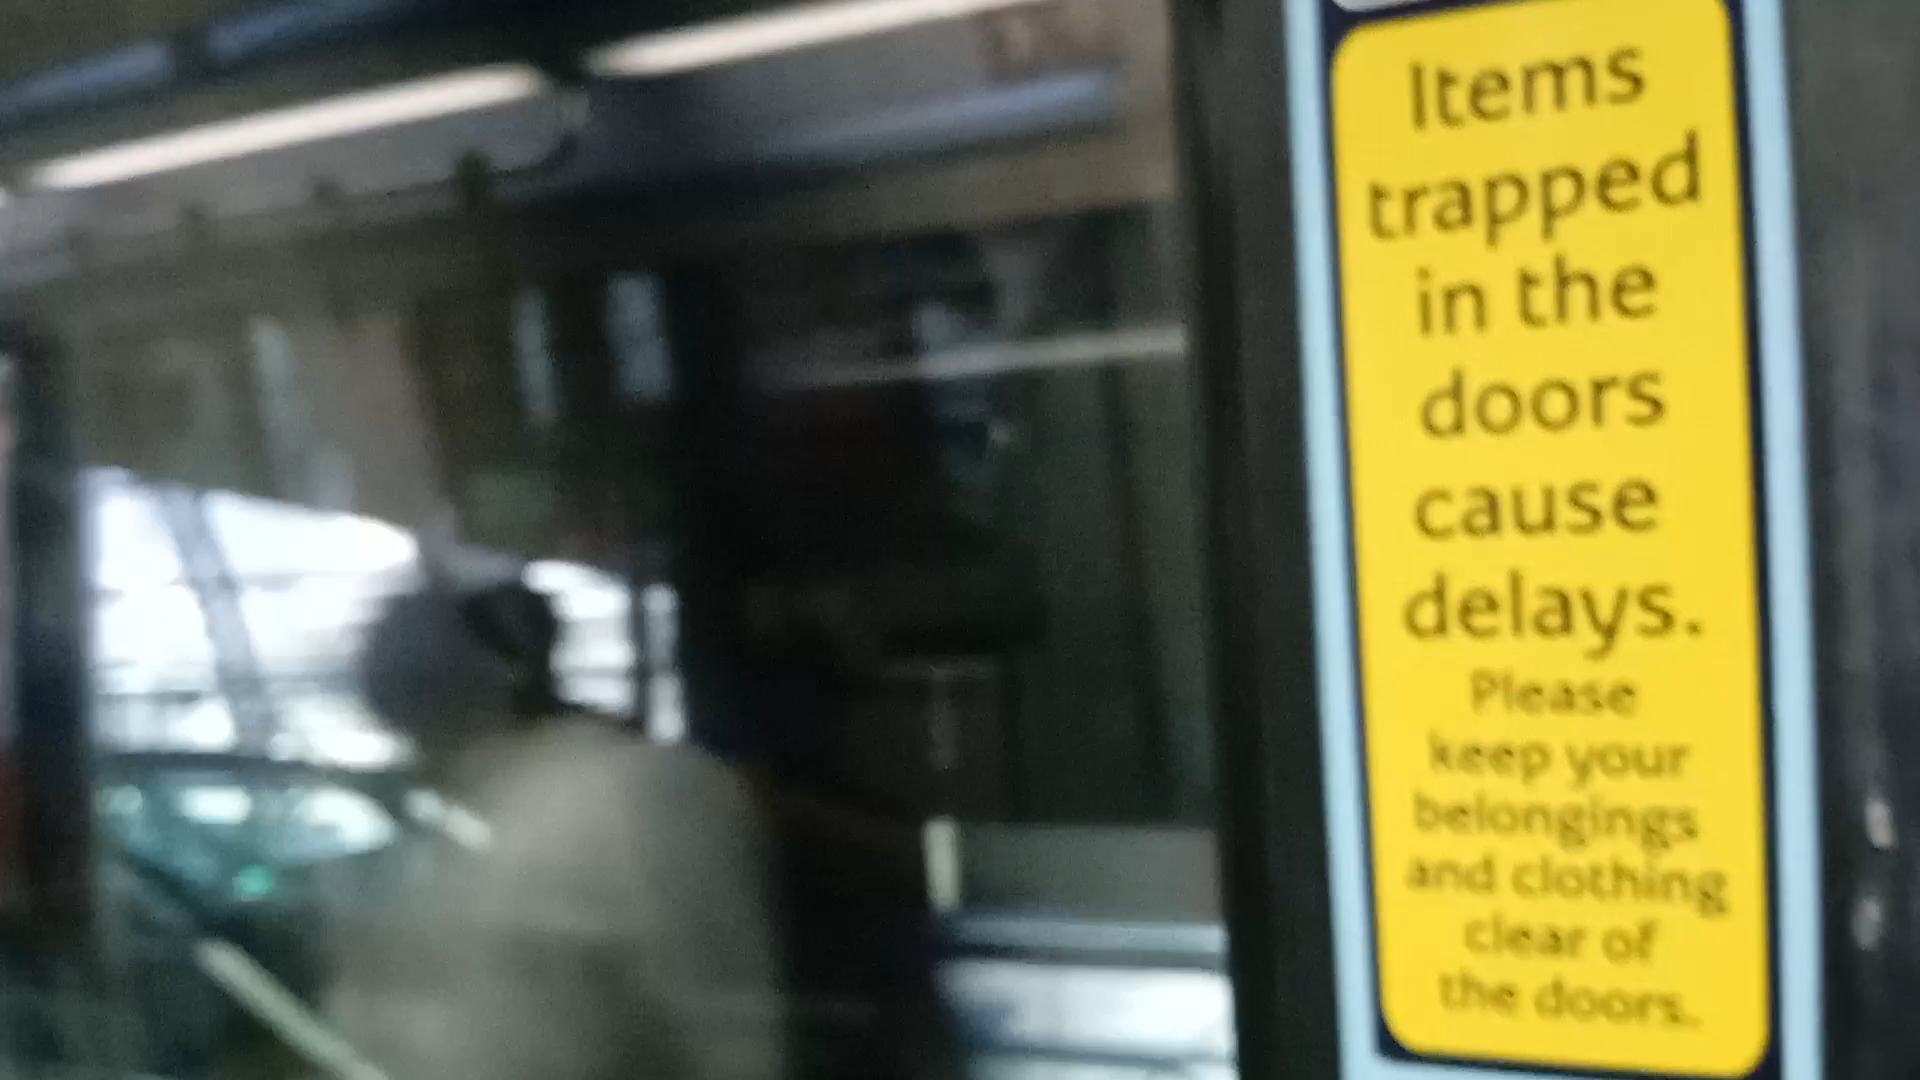 Items
trapped
in the
doors
cause
delays.
Please
keep your
belongings
and clothing
clear of
the doors.